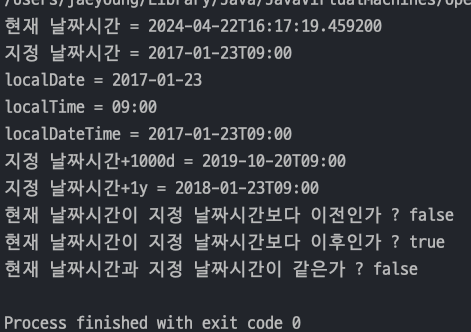 /Users/jaeyoung/Library/Java/JavaVirtualMachines/ope
현재 날짜시간 = 2024-04-22T16:17:19.459200
지정 날짜시간 = 2017-01-23T09:00
localDate = 2017-01-23
localTime = 09:00
localDateTime = 2017-01-23T09:00
지정 날짜시간+1000d = 2019-10-20T09:00
지정 날짜시간+1y = 2018-01-23T09:00
현재 날짜시간이 지정 날짜시간보다 이전인가 ? false
현재 날짜시간이 지정 날짜시간보다 이후인가 ? true
현재 날짜시간과 지정 날짜시간이 같은가 ? false
Process finished with exit code 0